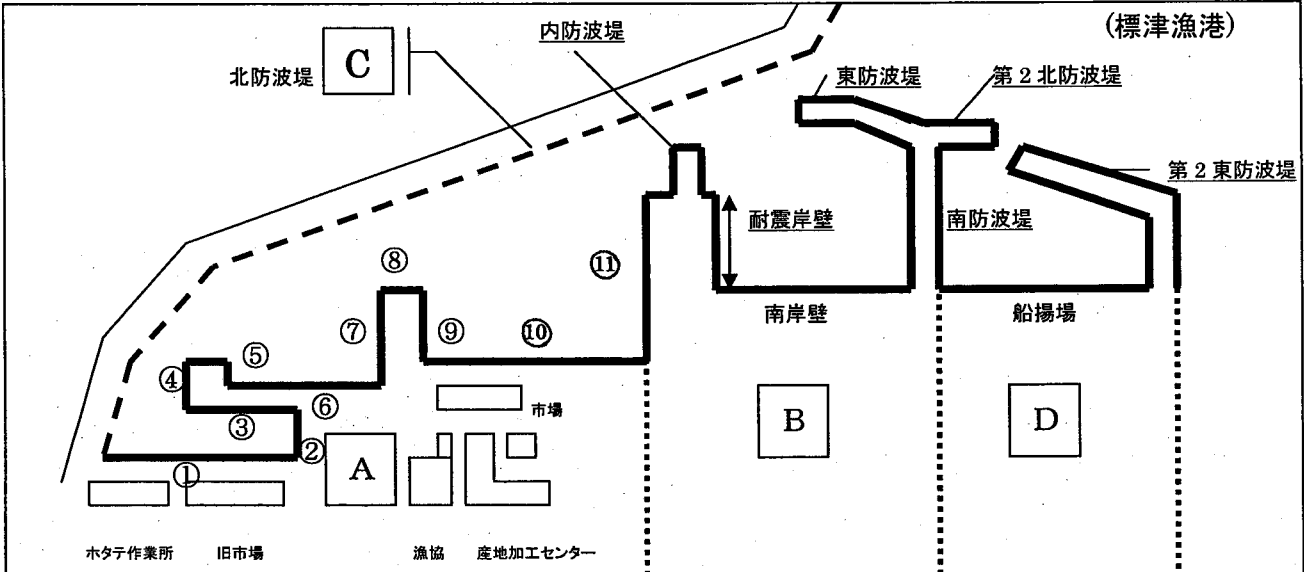 (標津漁港)
内防波堤
北防波堤
C
東防波堤
第2北防波堤
第2東防波堤
耐震岸壁
南防波堤
⑧
⑪
南岸壁
船揚場
⑦
⑨
⑩
⑤
④
⑥
市場
③
②
①
A
B
D
ホタテ作業所
旧市場
漁協
産地加工センター